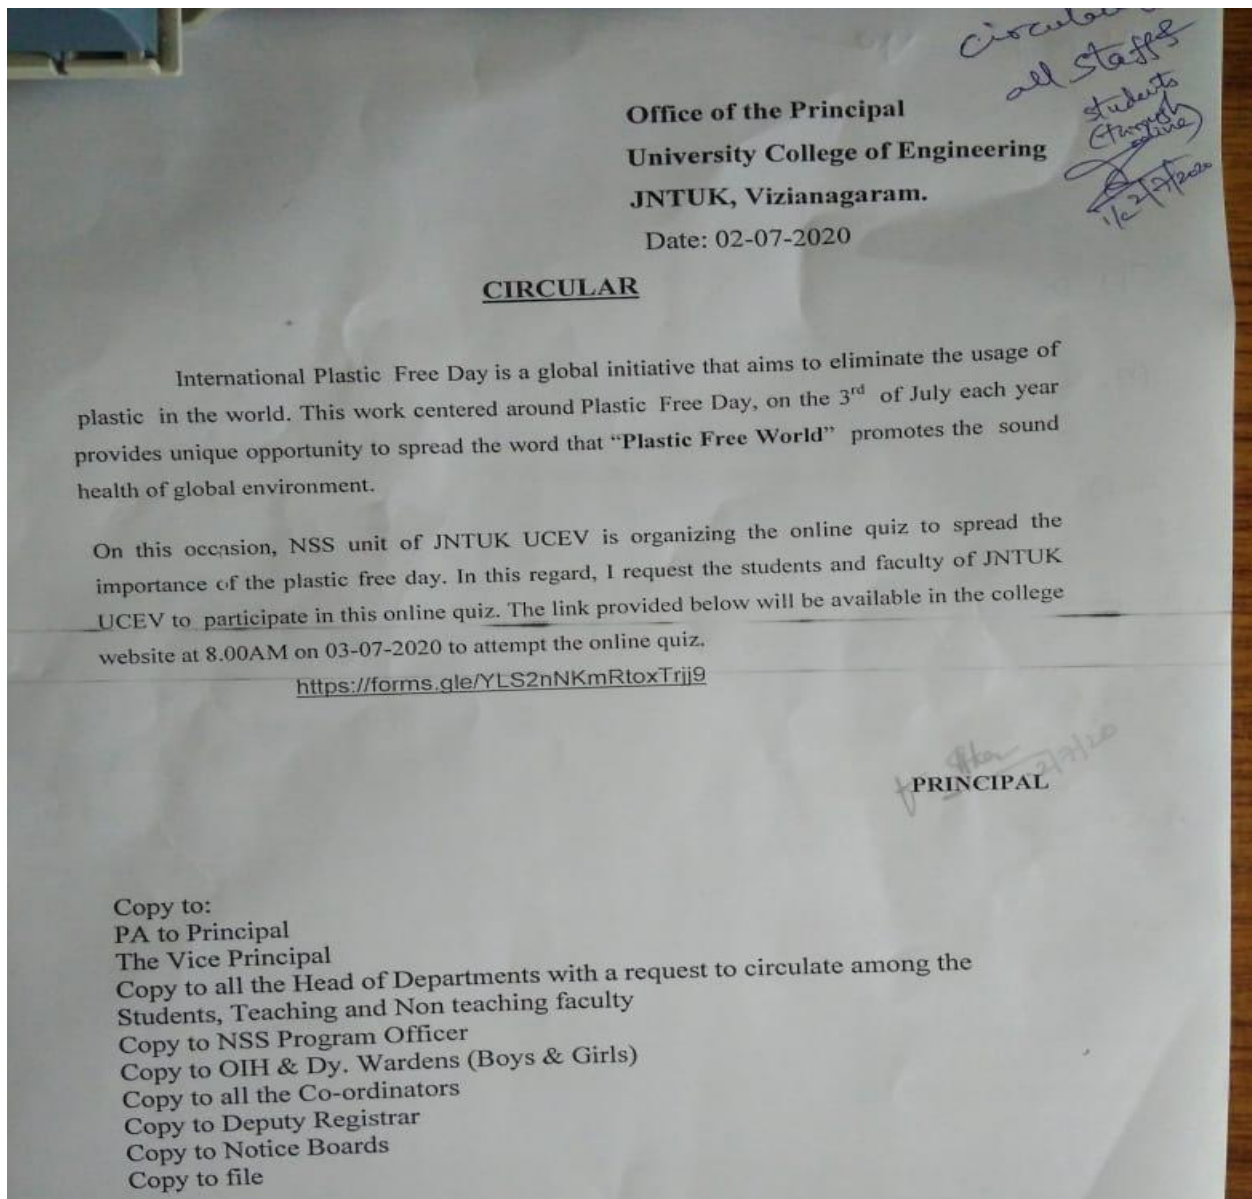 all staff &
students
(through
online)
2/7/2020
Office of the Principal
University College of Engineering
JNTUK, Vizianagaram.
Date: 02-07-2020
CIRCULAR
International Plastic Free Day is a global initiative that aims to eliminate the usage of
plastic in the world. This work centered around Plastic Free Day, on the 3rd of July each year
provides unique opportunity to spread the word that “Plastic Free World” promotes the sound
health of global environment.
On this occasion, NSS unit of JNTUK UCEV is organizing the online quiz to spread the
importance of the plastic free day. In this regard, I request the students and faculty of JNTUK
UCEV to participate in this online quiz. The link provided below will be available in the college
website at 8.00AM on 03-07-2020 to attempt the online quiz.
https://forms.gle/YLS2nNKmRtoxTrjj9
2/7/20
PRINCIPAL
Copy to:
PA to Principal
The Vice Principal
Copy to all the Head of Departments with a request to circulate among the
Students, Teaching and Non teaching faculty
Copy to NSS Program Officer
Copy to OIH & Dy. Wardens (Boys & Girls)
Copy to all the Co-ordinators
Copy to Deputy Registrar
Copy to Notice Boards
Copy to file